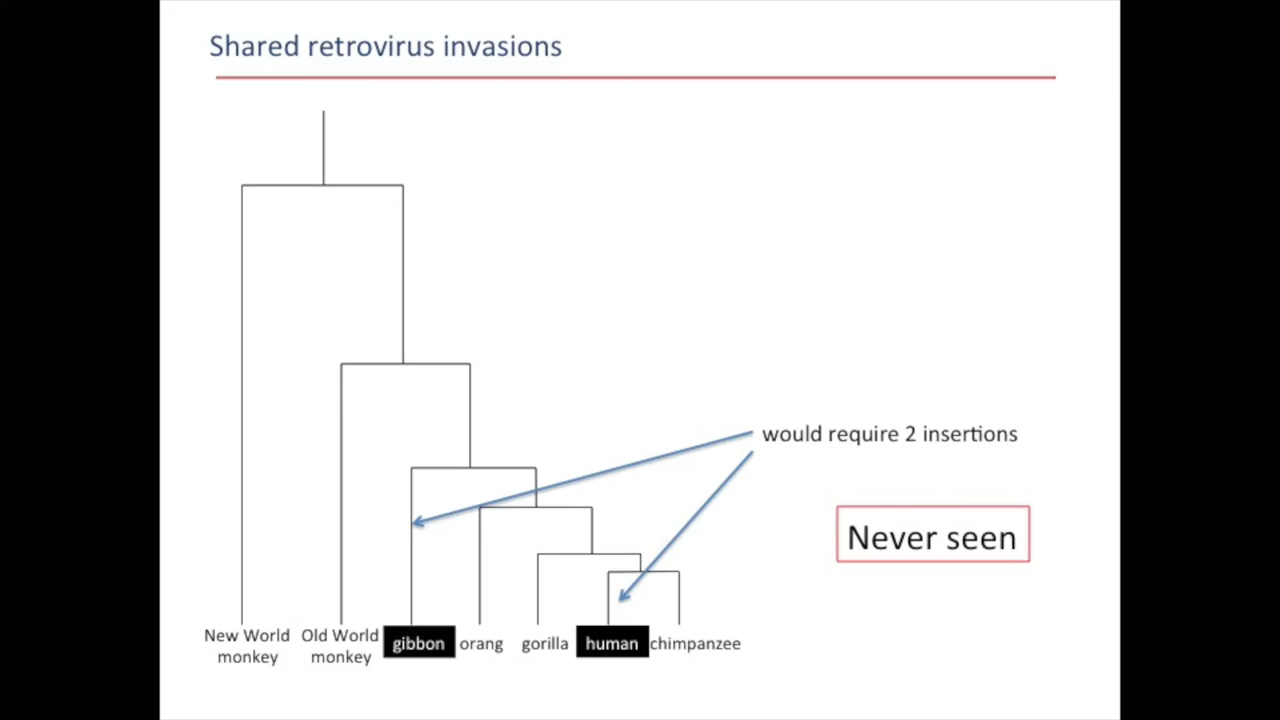 Shared retrovirus invasions
would require 2 insertions
Never seen
New World monkey
Old World monkey
gibbon
orang
gorilla
human
chimpanzee